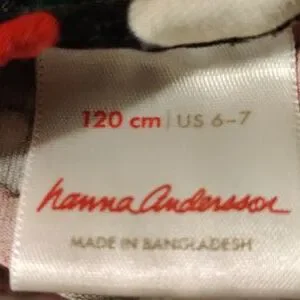 120 cm | US 6-7
hanna andersson
MADE IN BANGLADESH